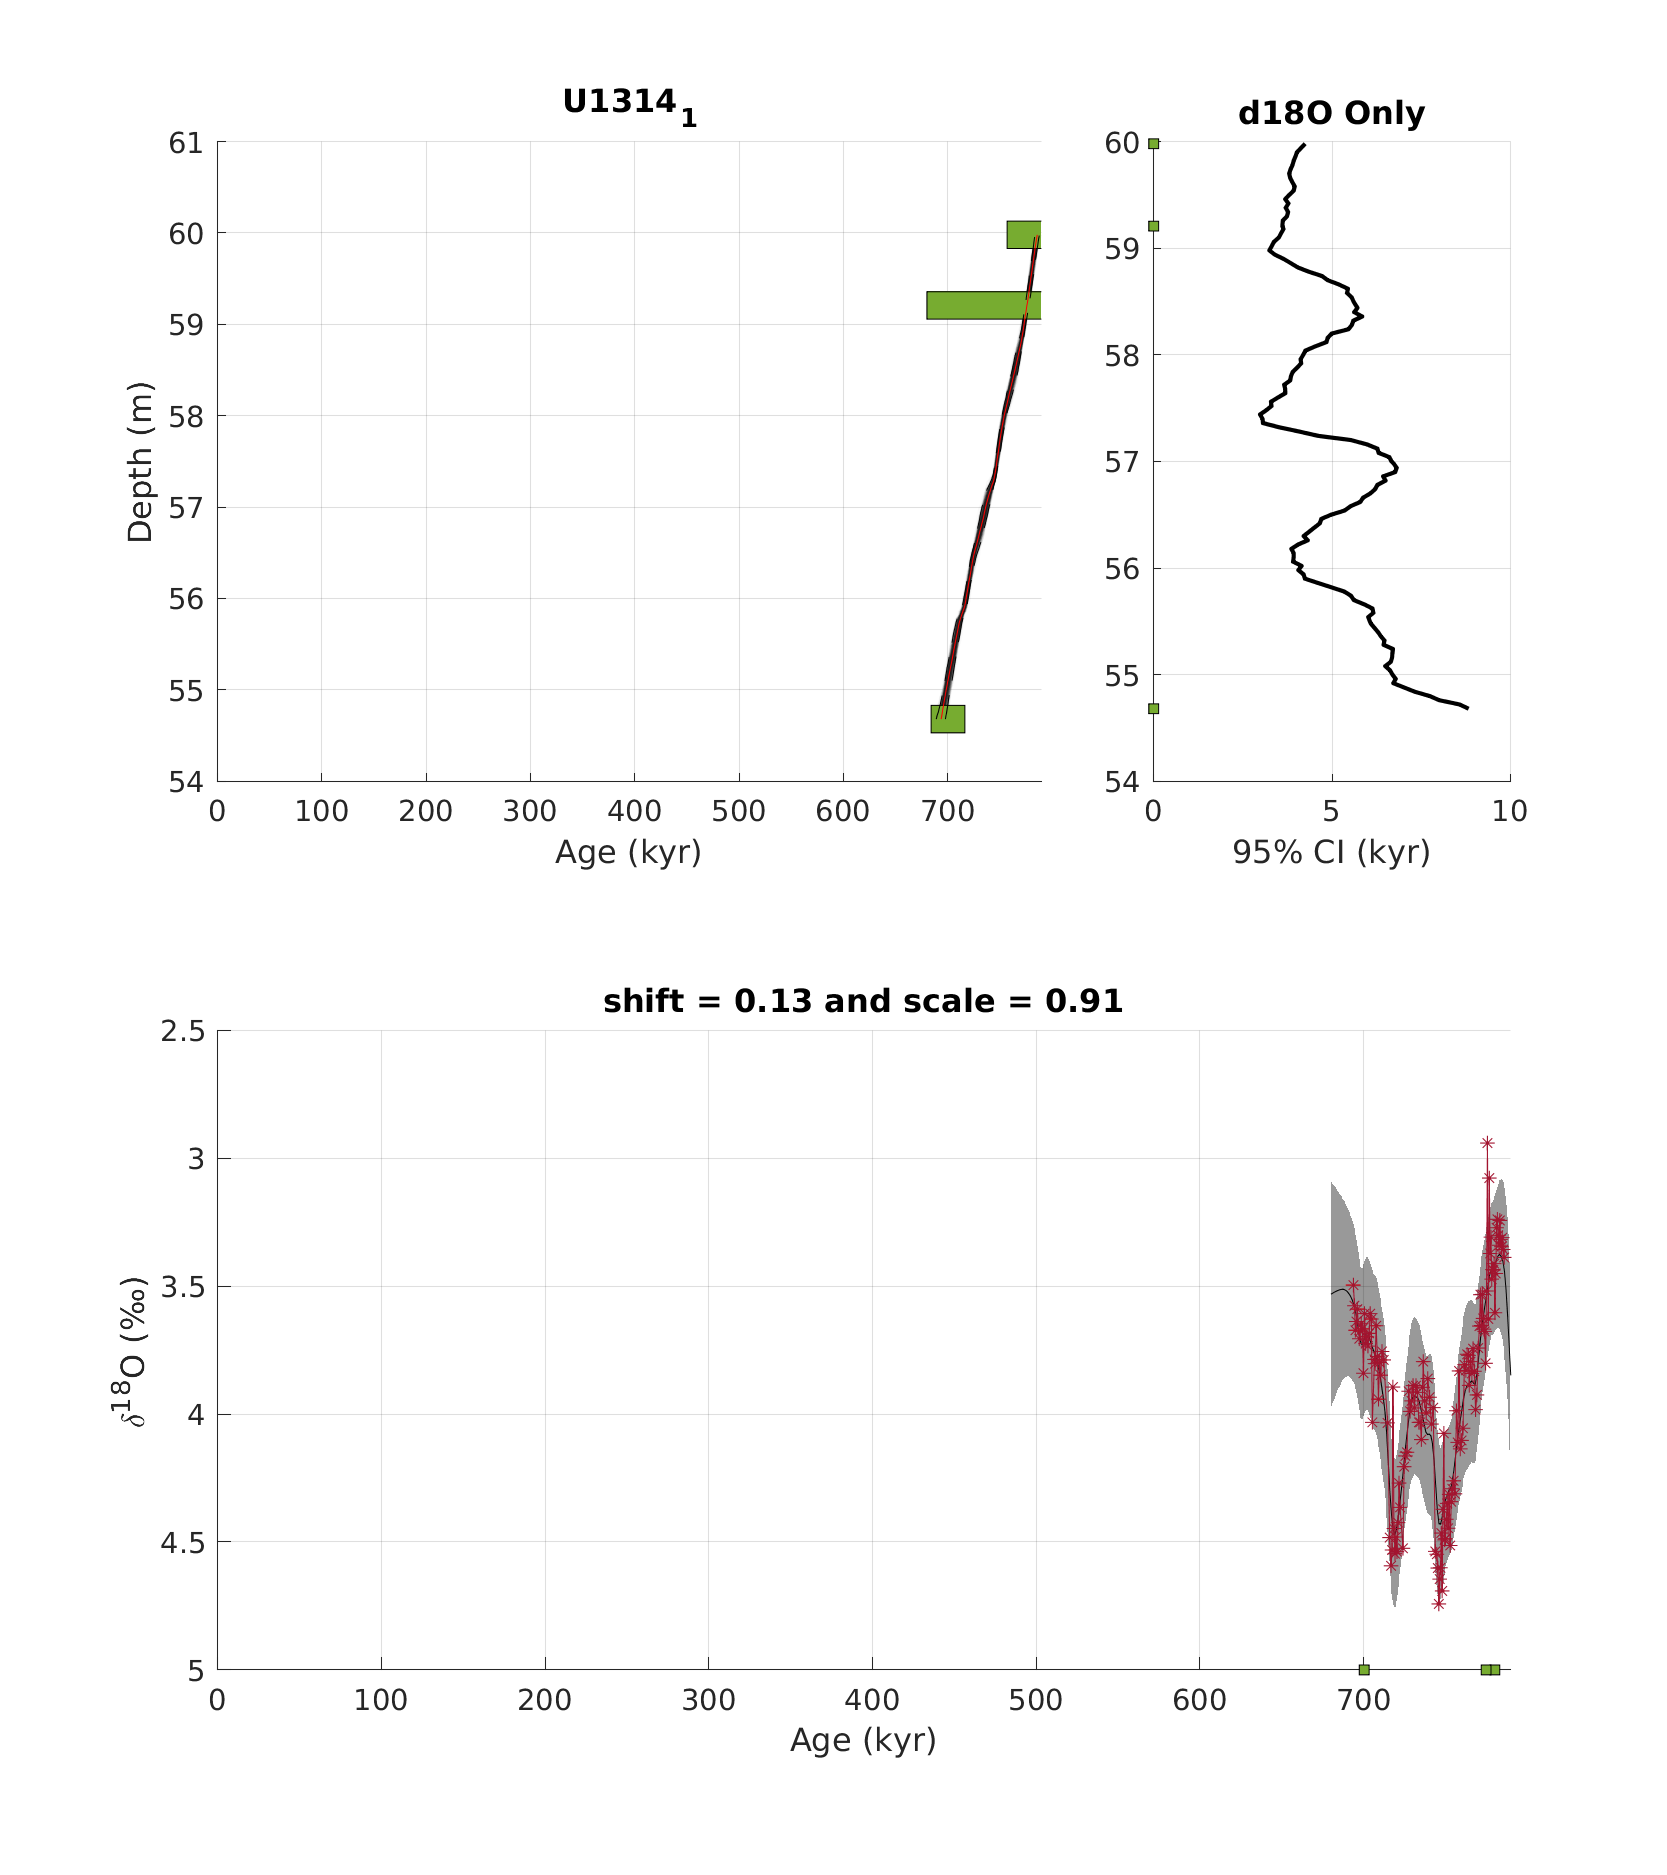 U1314₁
61
60
59
58
57
56
55
54
Depth (m)
0 100 200 300 400 500 600 700
Age (kyr)
d18O Only
60
59
58
57
56
55
54
0 5 10
95% CI (kyr)
shift = 0.13 and scale = 0.91
2.5
3
3.5
4
4.5
5
δ¹⁸O (‰)
0 100 200 300 400 500 600 700
Age (kyr)